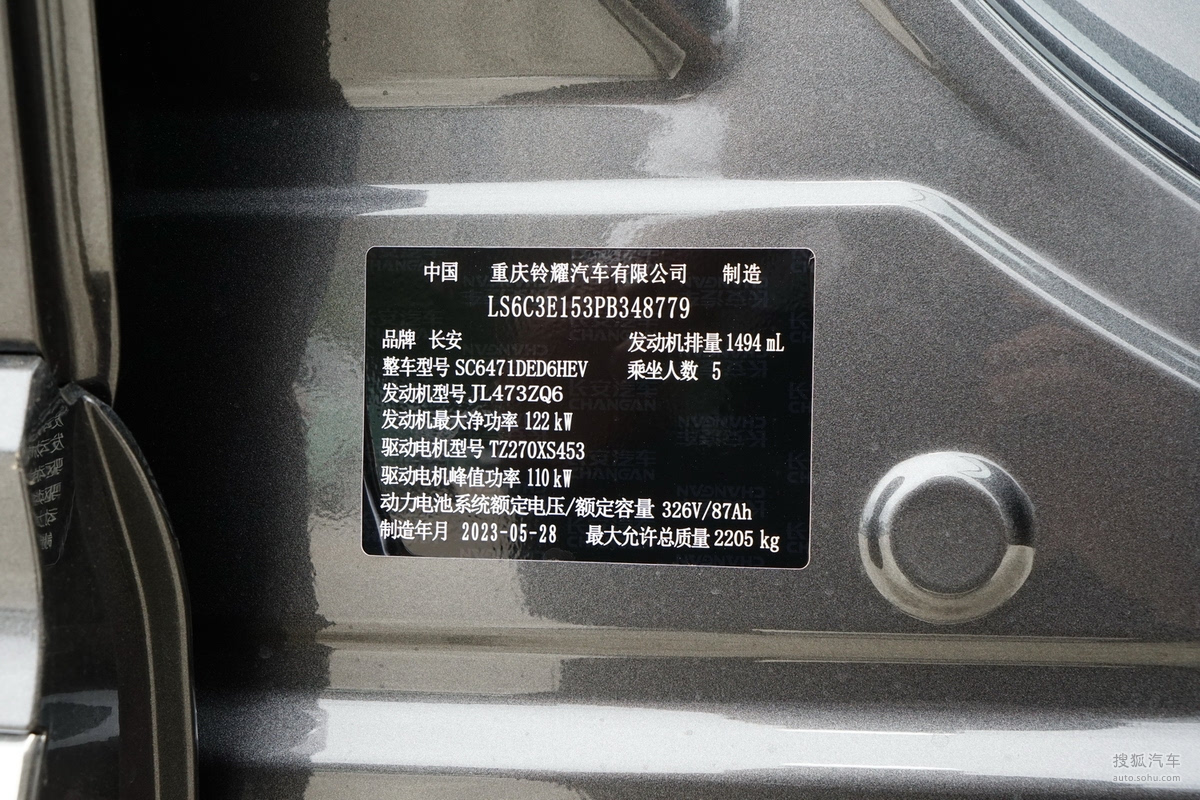 中国 重庆铃耀汽车有限公司 制造
LS6C3E153PB348779
品牌 长安 发动机排量 1494 mL
整车型号 SC6471DED6HEV 乘坐人数 5
发动机型号 JL473ZQ6
发动机最大净功率 122 kW
驱动电机型号 TZ270XS453
驱动电机峰值功率 110 kW
动力电池系统额定电压/额定容量 326V/87Ah
制造年月 2023-05-28 最大允许总质量 2205 kg
搜狐汽车
auto.sohu.com